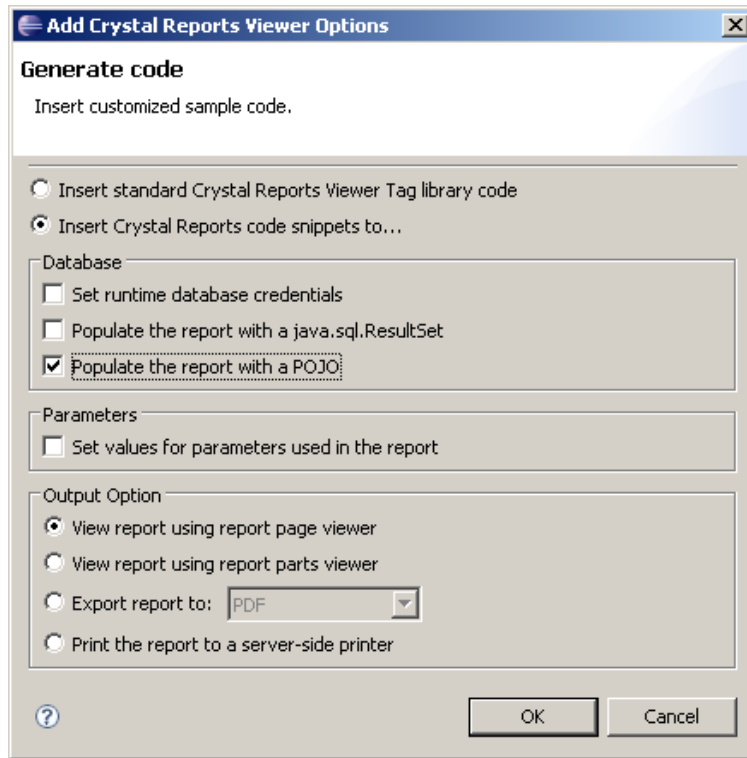 Add Crystal Reports Viewer Options
Generate code
Insert customized sample code.
Insert standard Crystal Reports Viewer Tag library code
Insert Crystal Reports code snippets to...
Database
Set runtime database credentials
Populate the report with a java.sql.ResultSet
Populate the report with a POJO
Parameters
Set values for parameters used in the report
Output Option
View report using report page viewer
View report using report parts viewer
Export report to: PDF
Print the report to a server-side printer
? OK Cancel